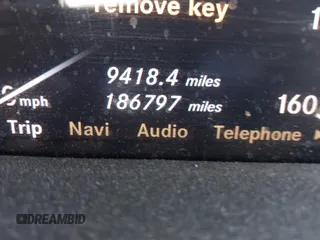 remove key
9418.4 miles
mph 186797 miles 160
Trip Navi Audio Telephone
DREAMBID